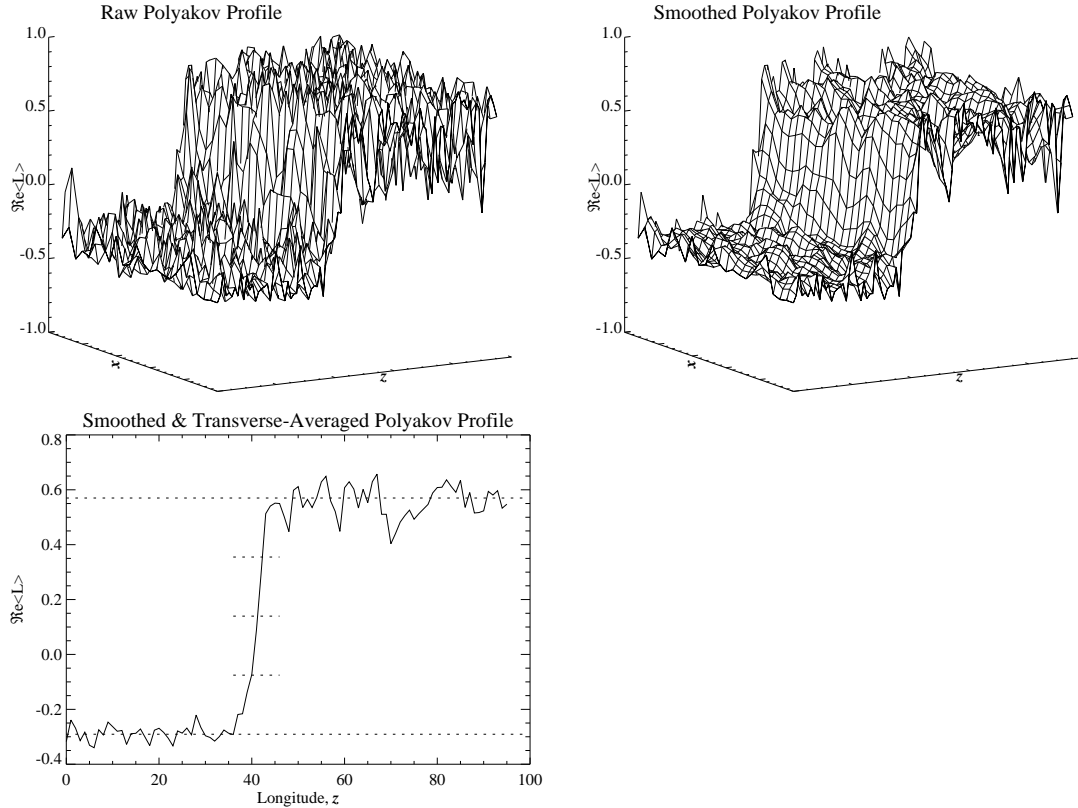 Raw Polyakov Profile
1.0
0.5
0.0
-0.5
-1.0
ℜe<L>
x
z
Smoothed Polyakov Profile
1.0
0.5
0.0
-0.5
-1.0
ℜe<L>
x
z
Smoothed & Transverse-Averaged Polyakov Profile
0.8
0.6
0.4
0.2
0.0
-0.2
-0.4
ℜe<L>
0 20 40 60 80 100
Longitude, z